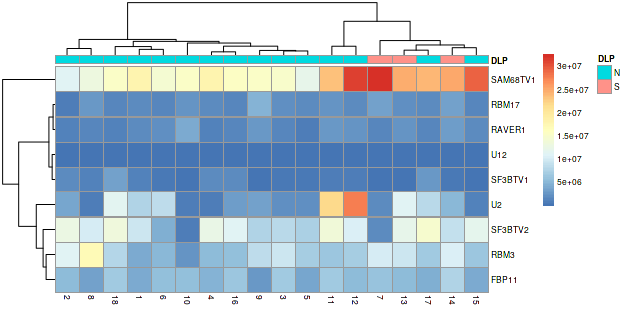 DLP
SAM68TV1
RBM17
RAVER1
U12
SF3BTV1
U2
SF3BTV2
RBM3
FBP11
2 8 18 1 6 10 4 16 9 3 5 11 12 7 13 17 14 15
3e+07
2.5e+07
2e+07
1.5e+07
1e+07
5e+06
DLP
N
S